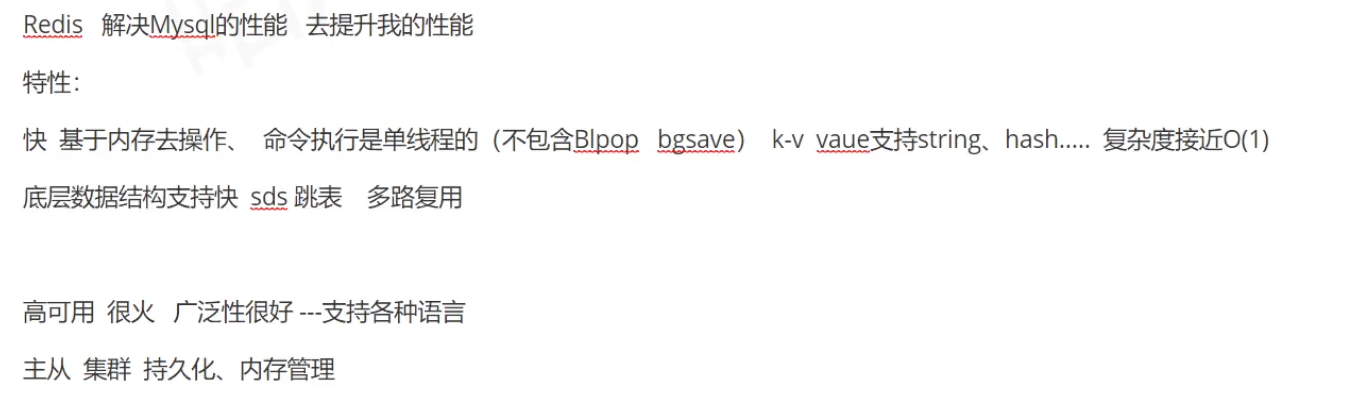 Redis 解决Mysql的性能 去提升我的性能
特性：
快 基于内存去操作、 命令执行是单线程的（不包含Blpop bgsave） k-v vaue支持string、hash..... 复杂度接近O(1)
底层数据结构支持快 sds 跳表 多路复用
高可用 很火 广泛性很好 ---支持各种语言
主从 集群 持久化、内存管理